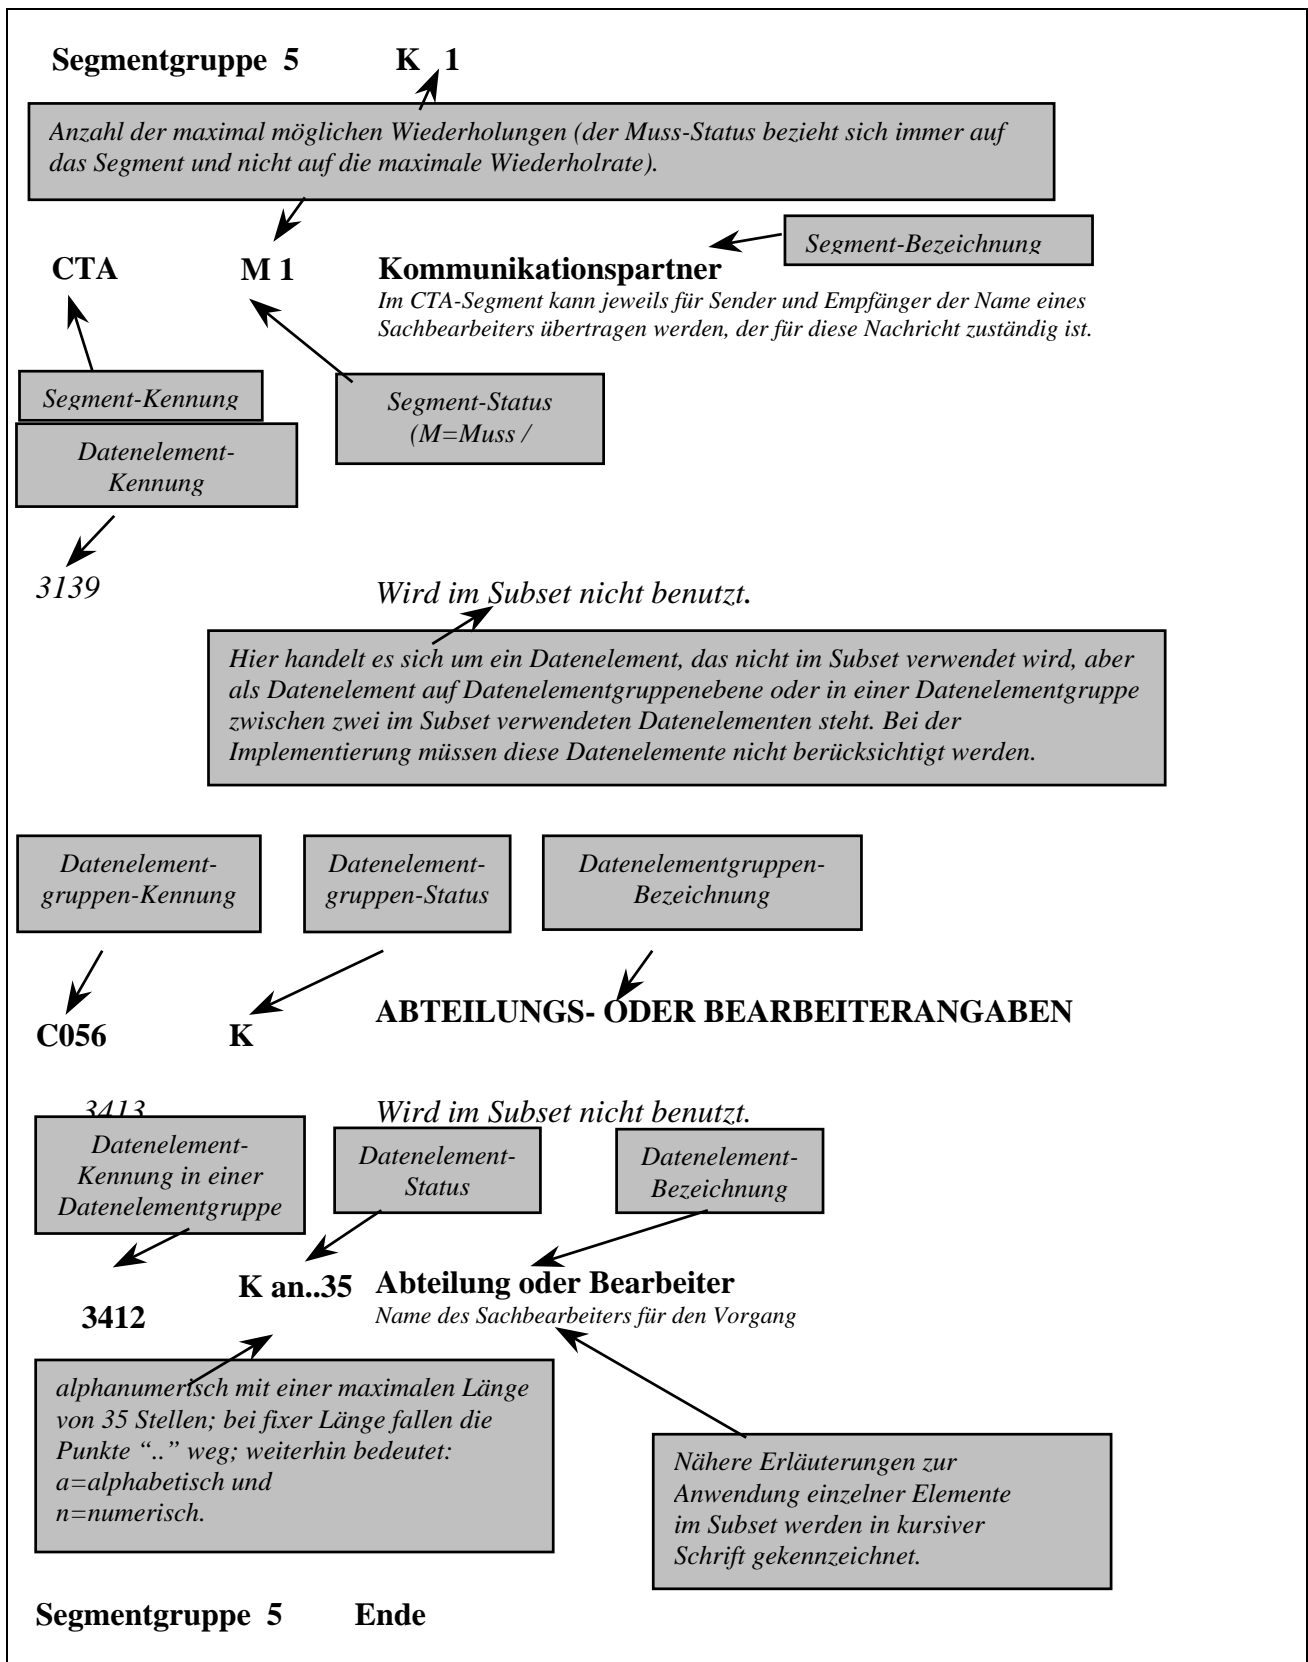 Segmentgruppe 5 K 1
Anzahl der maximal möglichen Wiederholungen (der Muss-Status bezieht sich immer auf
das Segment und nicht auf die maximale Wiederholrate).
Segment-Bezeichnung
CTA M 1 Kommunikationspartner
Im CTA-Segment kann jeweils für Sender und Empfänger der Name eines
Sachbearbeiters übertragen werden, der für diese Nachricht zuständig ist.
Segment-Kennung
Segment-Status
(M=Muss /
Datenelement-
Kennung
3139 Wird im Subset nicht benutzt.
Hier handelt es sich um ein Datenelement, das nicht im Subset verwendet wird, aber
als Datenelement auf Datenelementgruppenebene oder in einer Datenelementgruppe
zwischen zwei im Subset verwendeten Datenelementen steht. Bei der
Implementierung müssen diese Datenelemente nicht berücksichtigt werden.
Datenelement-
gruppen-Kennung
Datenelement-
gruppen-Status
Datenelementgruppen-
Bezeichnung
C056 K ABTEILUNGS- ODER BEARBEITERANGABEN
3413 Wird im Subset nicht benutzt.
Datenelement-
Kennung in einer
Datenelementgruppe
Datenelement-
Status
Datenelement-
Bezeichnung
3412 K an..35 Abteilung oder Bearbeiter
Name des Sachbearbeiters für den Vorgang
alphanumerisch mit einer maximalen Länge
von 35 Stellen; bei fixer Länge fallen die
Punkte “..” weg; weiterhin bedeutet:
a=alphabetisch und
n=numerisch.
Nähere Erläuterungen zur
Anwendung einzelner Elemente
im Subset werden in kursiver
Schrift gekennzeichnet.
Segmentgruppe 5 Ende